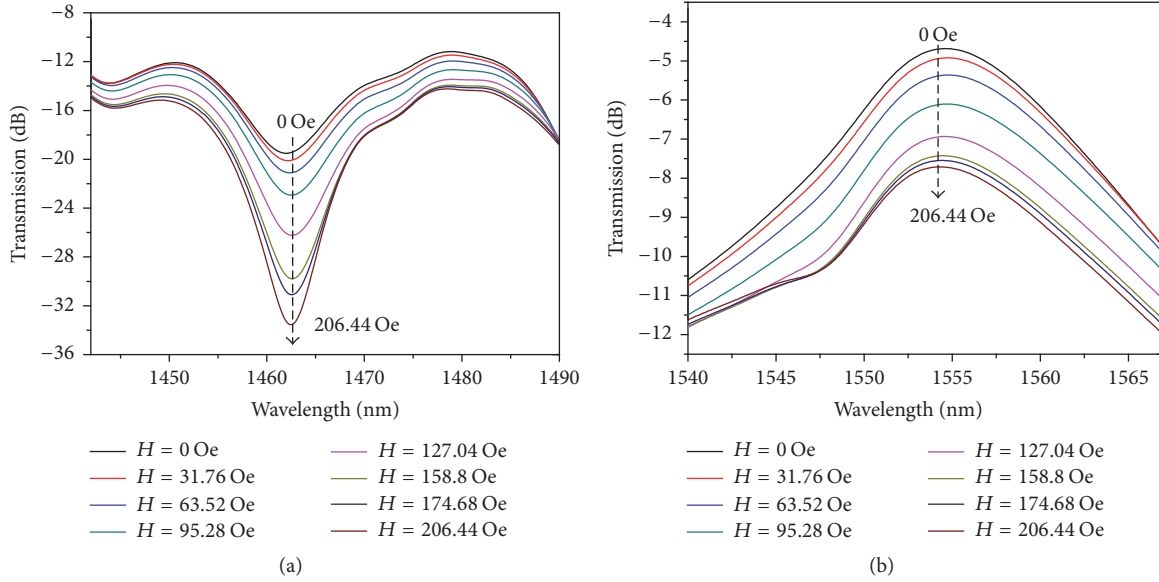 −8
−12
−16
−20
−24
−28
−32
−36
Transmission (dB)
0 Oe
206.44 Oe
1450 1460 1470 1480 1490
Wavelength (nm)
H = 0 Oe
H = 31.76 Oe
H = 63.52 Oe
H = 95.28 Oe
H = 127.04 Oe
H = 158.8 Oe
H = 174.68 Oe
H = 206.44 Oe
(a)
−4
−5
−6
−7
−8
−9
−10
−11
−12
Transmission (dB)
0 Oe
206.44 Oe
1540 1545 1550 1555 1560 1565
Wavelength (nm)
H = 0 Oe
H = 31.76 Oe
H = 63.52 Oe
H = 95.28 Oe
H = 127.04 Oe
H = 158.8 Oe
H = 174.68 Oe
H = 206.44 Oe
(b)